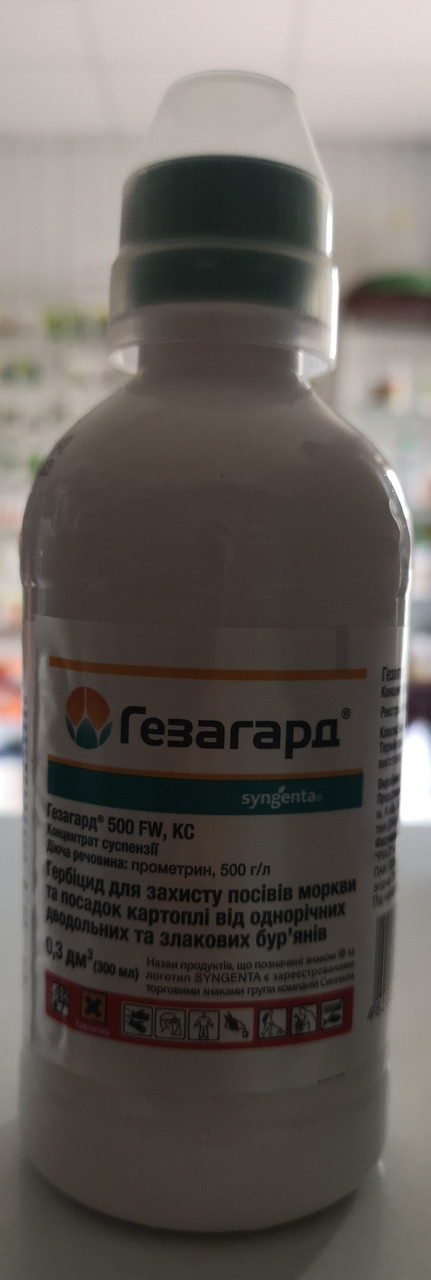 Гезагард®
syngenta®
Гезагард® 500 FW, КС
Концентрат суспензії
Діюча речовина: прометрин, 500 г/л
Гербіцид для захисту посівів моркви
та посадок картоплі від однорічних
дводольних та злакових бур'янів
0,3 дм³ (300 мл)
Назви продуктів, що позначені знаком ® та
логотип SYNGENTA є зареєстрованими
торговими знаками групи компаній Сингента